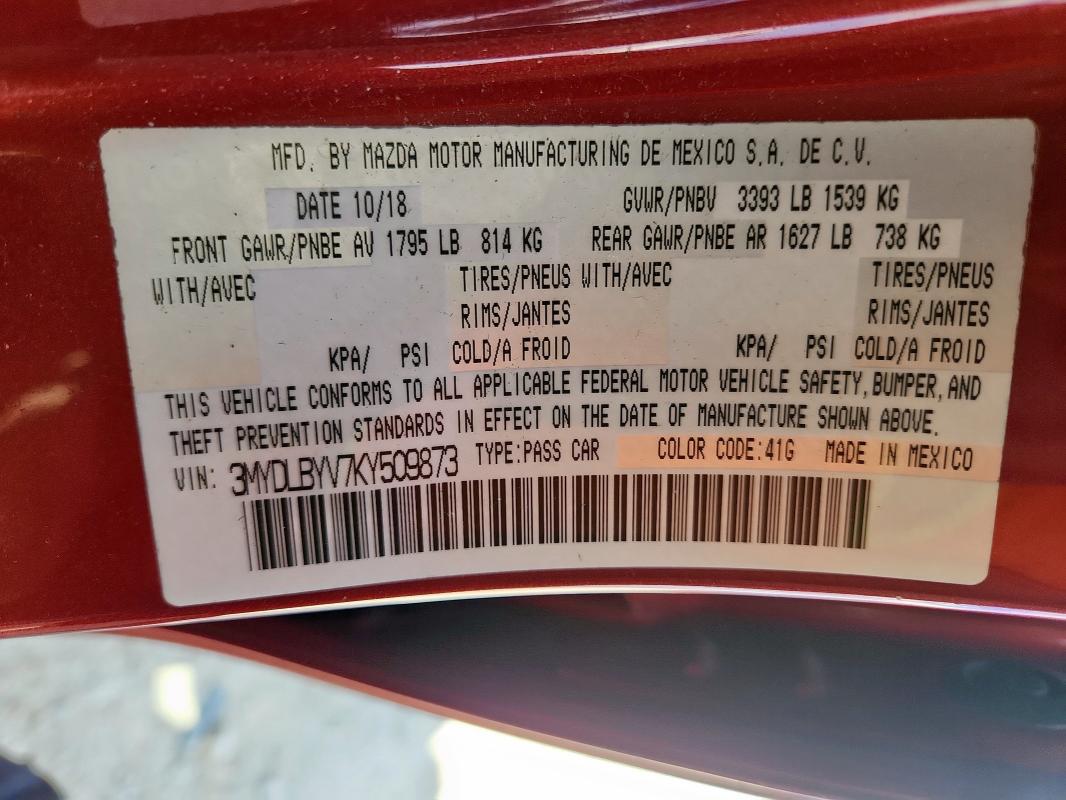 MFD. BY MAZDA MOTOR MANUFACTURING DE MEXICO S.A. DE C.V.
DATE 10/18 GVWR/PNBV 3393 LB 1539 KG
FRONT GAWR/PNBE AV 1795 LB 814 KG REAR GAWR/PNBE AR 1627 LB 738 KG
WITH/AVEC TIRES/PNEUS WITH/AVEC TIRES/PNEUS
RIMS/JANTES RIMS/JANTES
KPA/ PSI COLD/A FROID KPA/ PSI COLD/A FROID
THIS VEHICLE CONFORMS TO ALL APPLICABLE FEDERAL MOTOR VEHICLE SAFETY, BUMPER, AND
THEFT PREVENTION STANDARDS IN EFFECT ON THE DATE OF MANUFACTURE SHOWN ABOVE.
VIN: 3MYDLBYV7KY509873 TYPE:PASS CAR COLOR CODE:41G MADE IN MEXICO